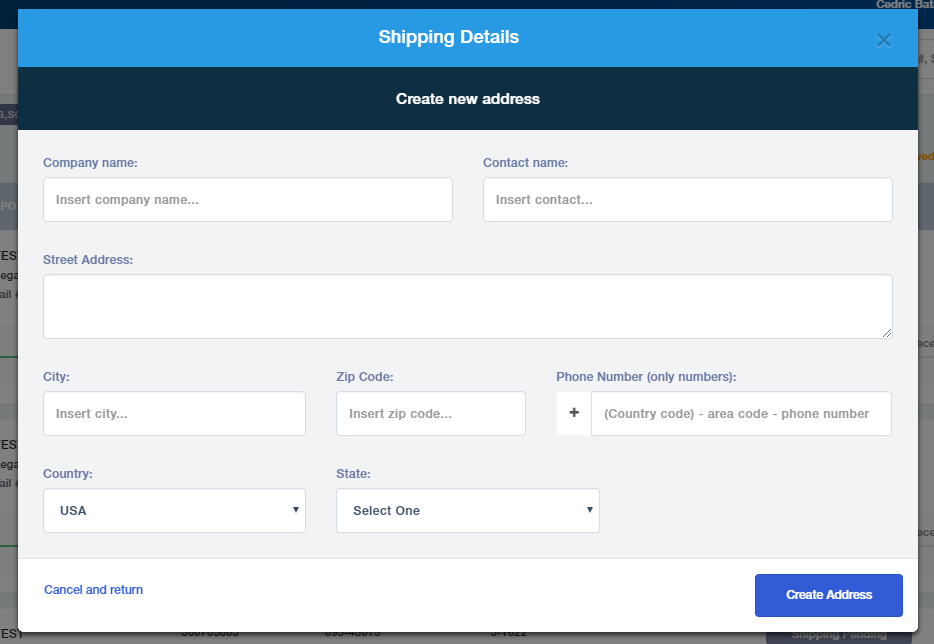 Cedric Bat
Shipping Details
×
Create new address
Company name:
Contact name:
Insert company name...
Insert contact...
Street Address:
City:
Zip Code:
Phone Number (only numbers):
Insert city...
Insert zip code...
+
(Country code) - area code - phone number
Country:
State:
USA
Select One
Cancel and return
Create Address
Shipping Pending